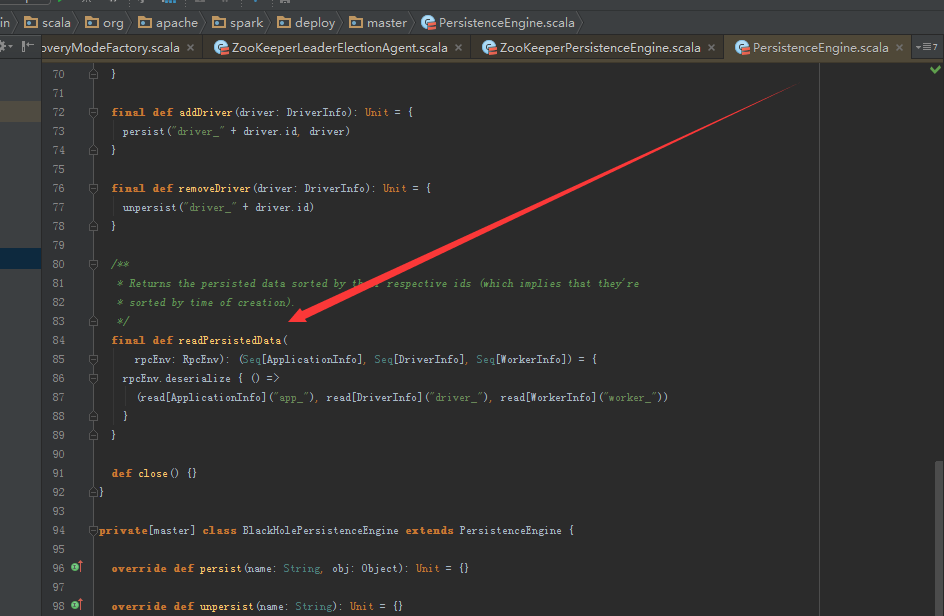 in scala org apache spark deploy master PersistenceEngine.scala
overyModeFactory.scala ZooKeeperLeaderElectionAgent.scala ZooKeeperPersistenceEngine.scala PersistenceEngine.scala 7
70 }
71
72 final def addDriver(driver: DriverInfo): Unit = {
73 persist("driver_" + driver.id, driver)
74 }
75
76 final def removeDriver(driver: DriverInfo): Unit = {
77 unpersist("driver_" + driver.id)
78 }
79
80 /**
81 * Returns the persisted data sorted by their respective ids (which implies that they're
82 * sorted by time of creation).
83 */
84 final def readPersistedData(
85 rpcEnv: RpcEnv): (Seq[ApplicationInfo], Seq[DriverInfo], Seq[WorkerInfo]) = {
86 rpcEnv.deserialize { () =>
87 (read[ApplicationInfo]("app_"), read[DriverInfo]("driver_"), read[WorkerInfo]("worker_"))
88 }
89 }
90
91 def close() {}
92 }
93
94 private[master] class BlackHolePersistenceEngine extends PersistenceEngine {
95
96 override def persist(name: String, obj: Object): Unit = {}
97
98 override def unpersist(name: String): Unit = {}